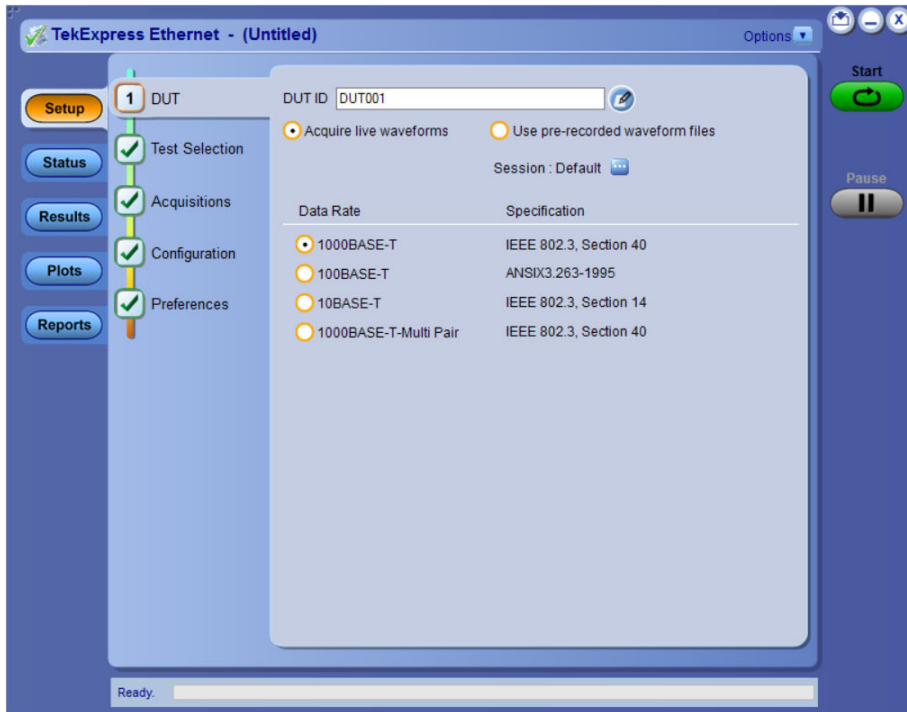 TekExpress Ethernet - (Untitled)
Options
Start
Pause
Setup
Status
Results
Plots
Reports
1 DUT
Test Selection
Acquisitions
Configuration
Preferences
DUT ID DUT001
Acquire live waveforms Use pre-recorded waveform files
Session : Default ...
Data Rate Specification
1000BASE-T IEEE 802.3, Section 40
100BASE-T ANSIX3.263-1995
10BASE-T IEEE 802.3, Section 14
1000BASE-T-Multi Pair IEEE 802.3, Section 40
Ready.